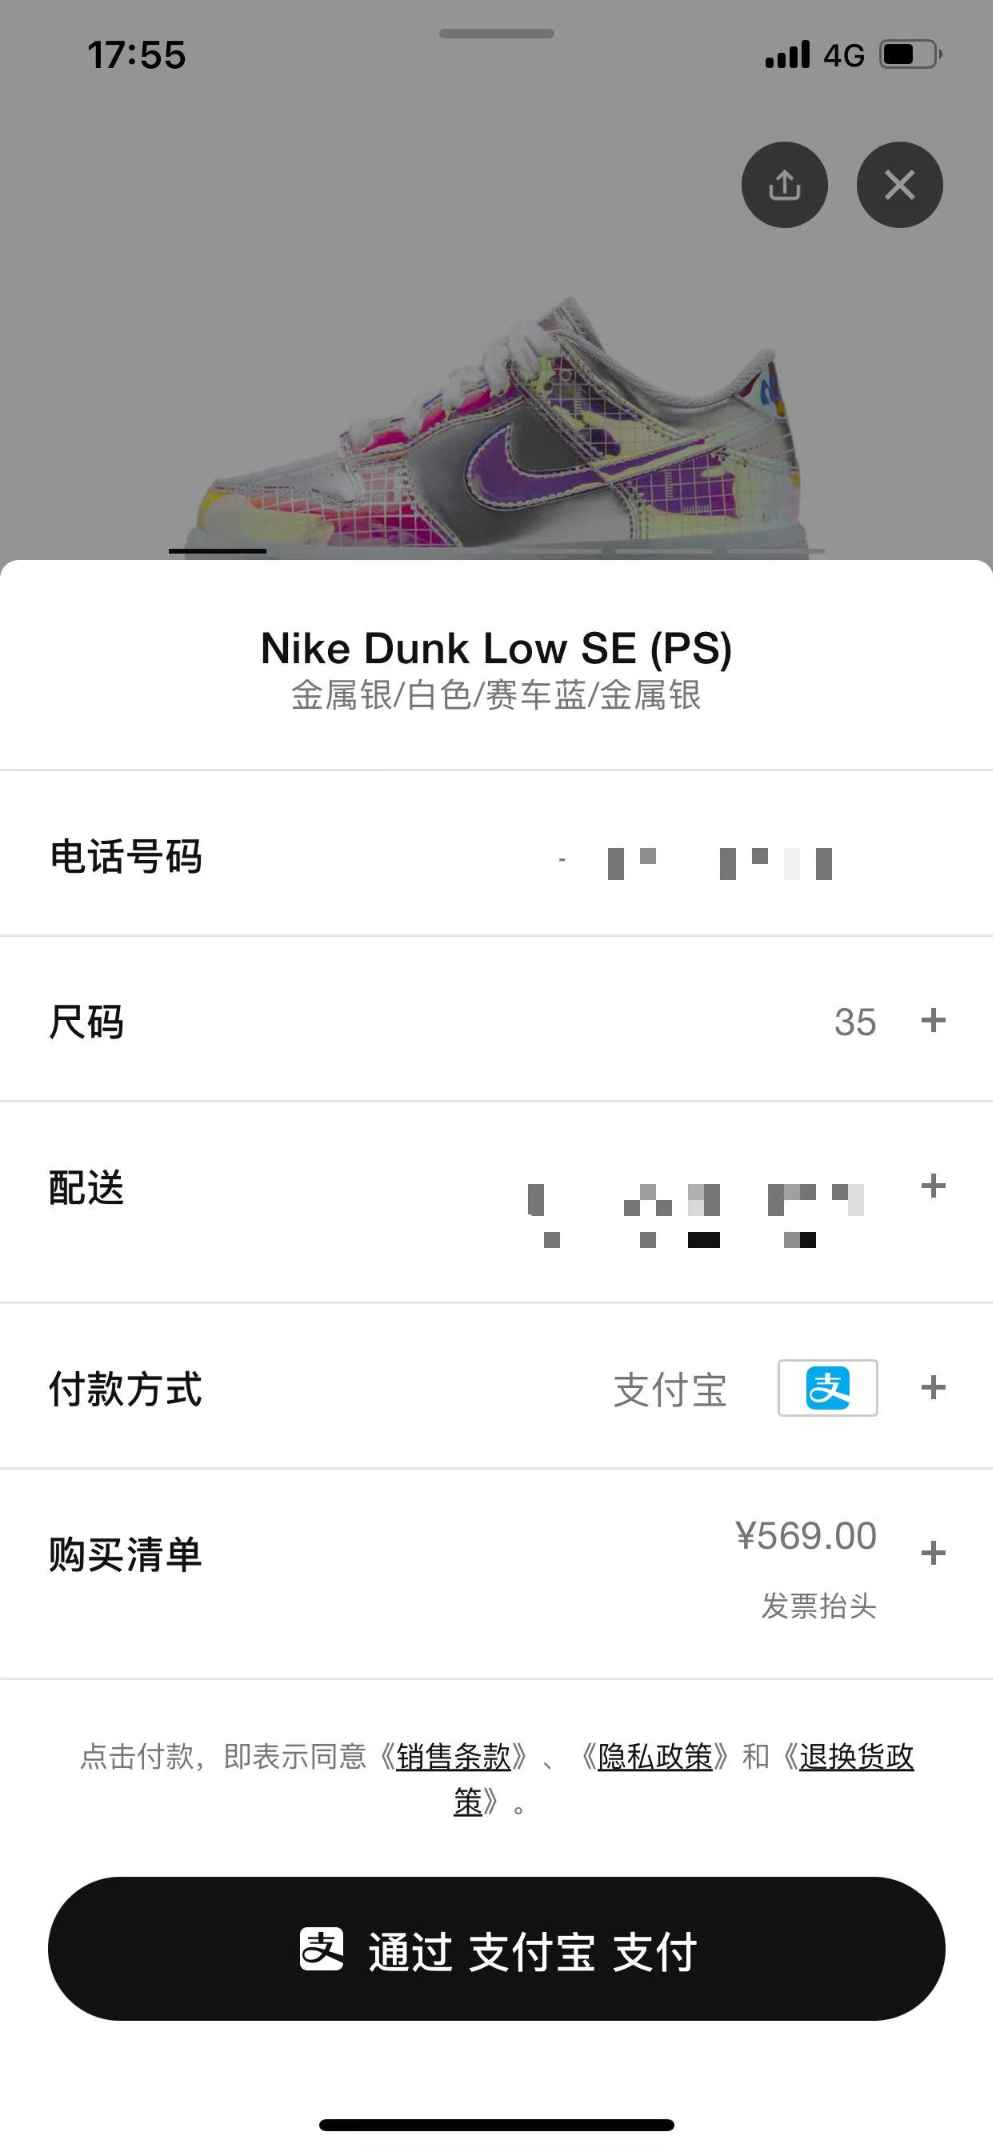 17:55
4G
Nike Dunk Low SE (PS)
金属银/白色/赛车蓝/金属银
电话号码
尺码 35
配送
付款方式 支付宝 支
购买清单 ¥569.00
发票抬头
点击付款，即表示同意《销售条款》、《隐私政策》和《退换货政
策》。
支 通过 支付宝 支付